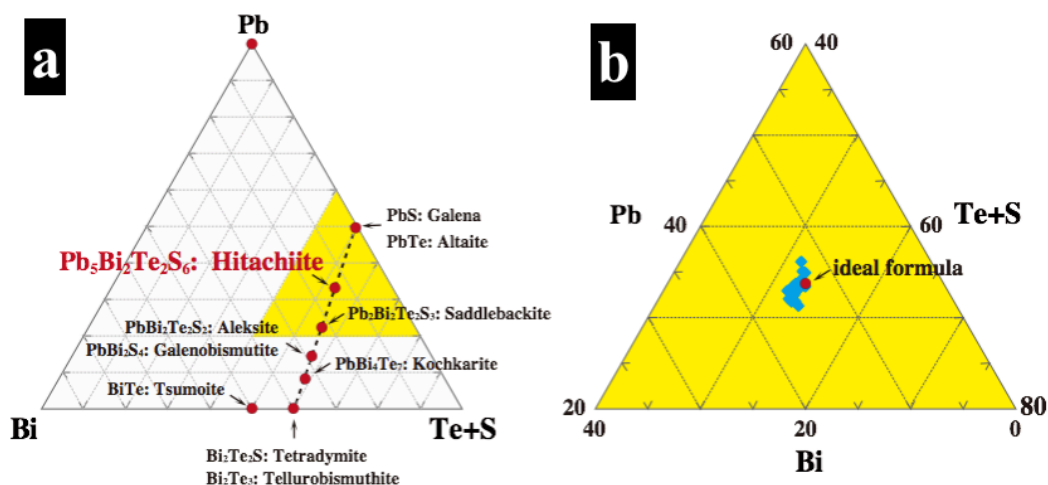 a
Pb
PbS: Galena
PbTe: Altaite
Pb₅Bi₂Te₂S₆: Hitachiite
Pb₂Bi₂Te₂S₃: Saddlebackite
PbBi₂Te₂S₂: Aleksite
PbBi₂S₄: Galenobismutite
PbBi₄Te₇: Kochkarite
BiTe: Tsumoite
Bi
Te+S
Bi₂Te₂S: Tetradymite
Bi₂Te₃: Tellurobismuthite
b
60 40
Pb
40
60
Te+S
ideal formula
20
80
40
20
0
Bi